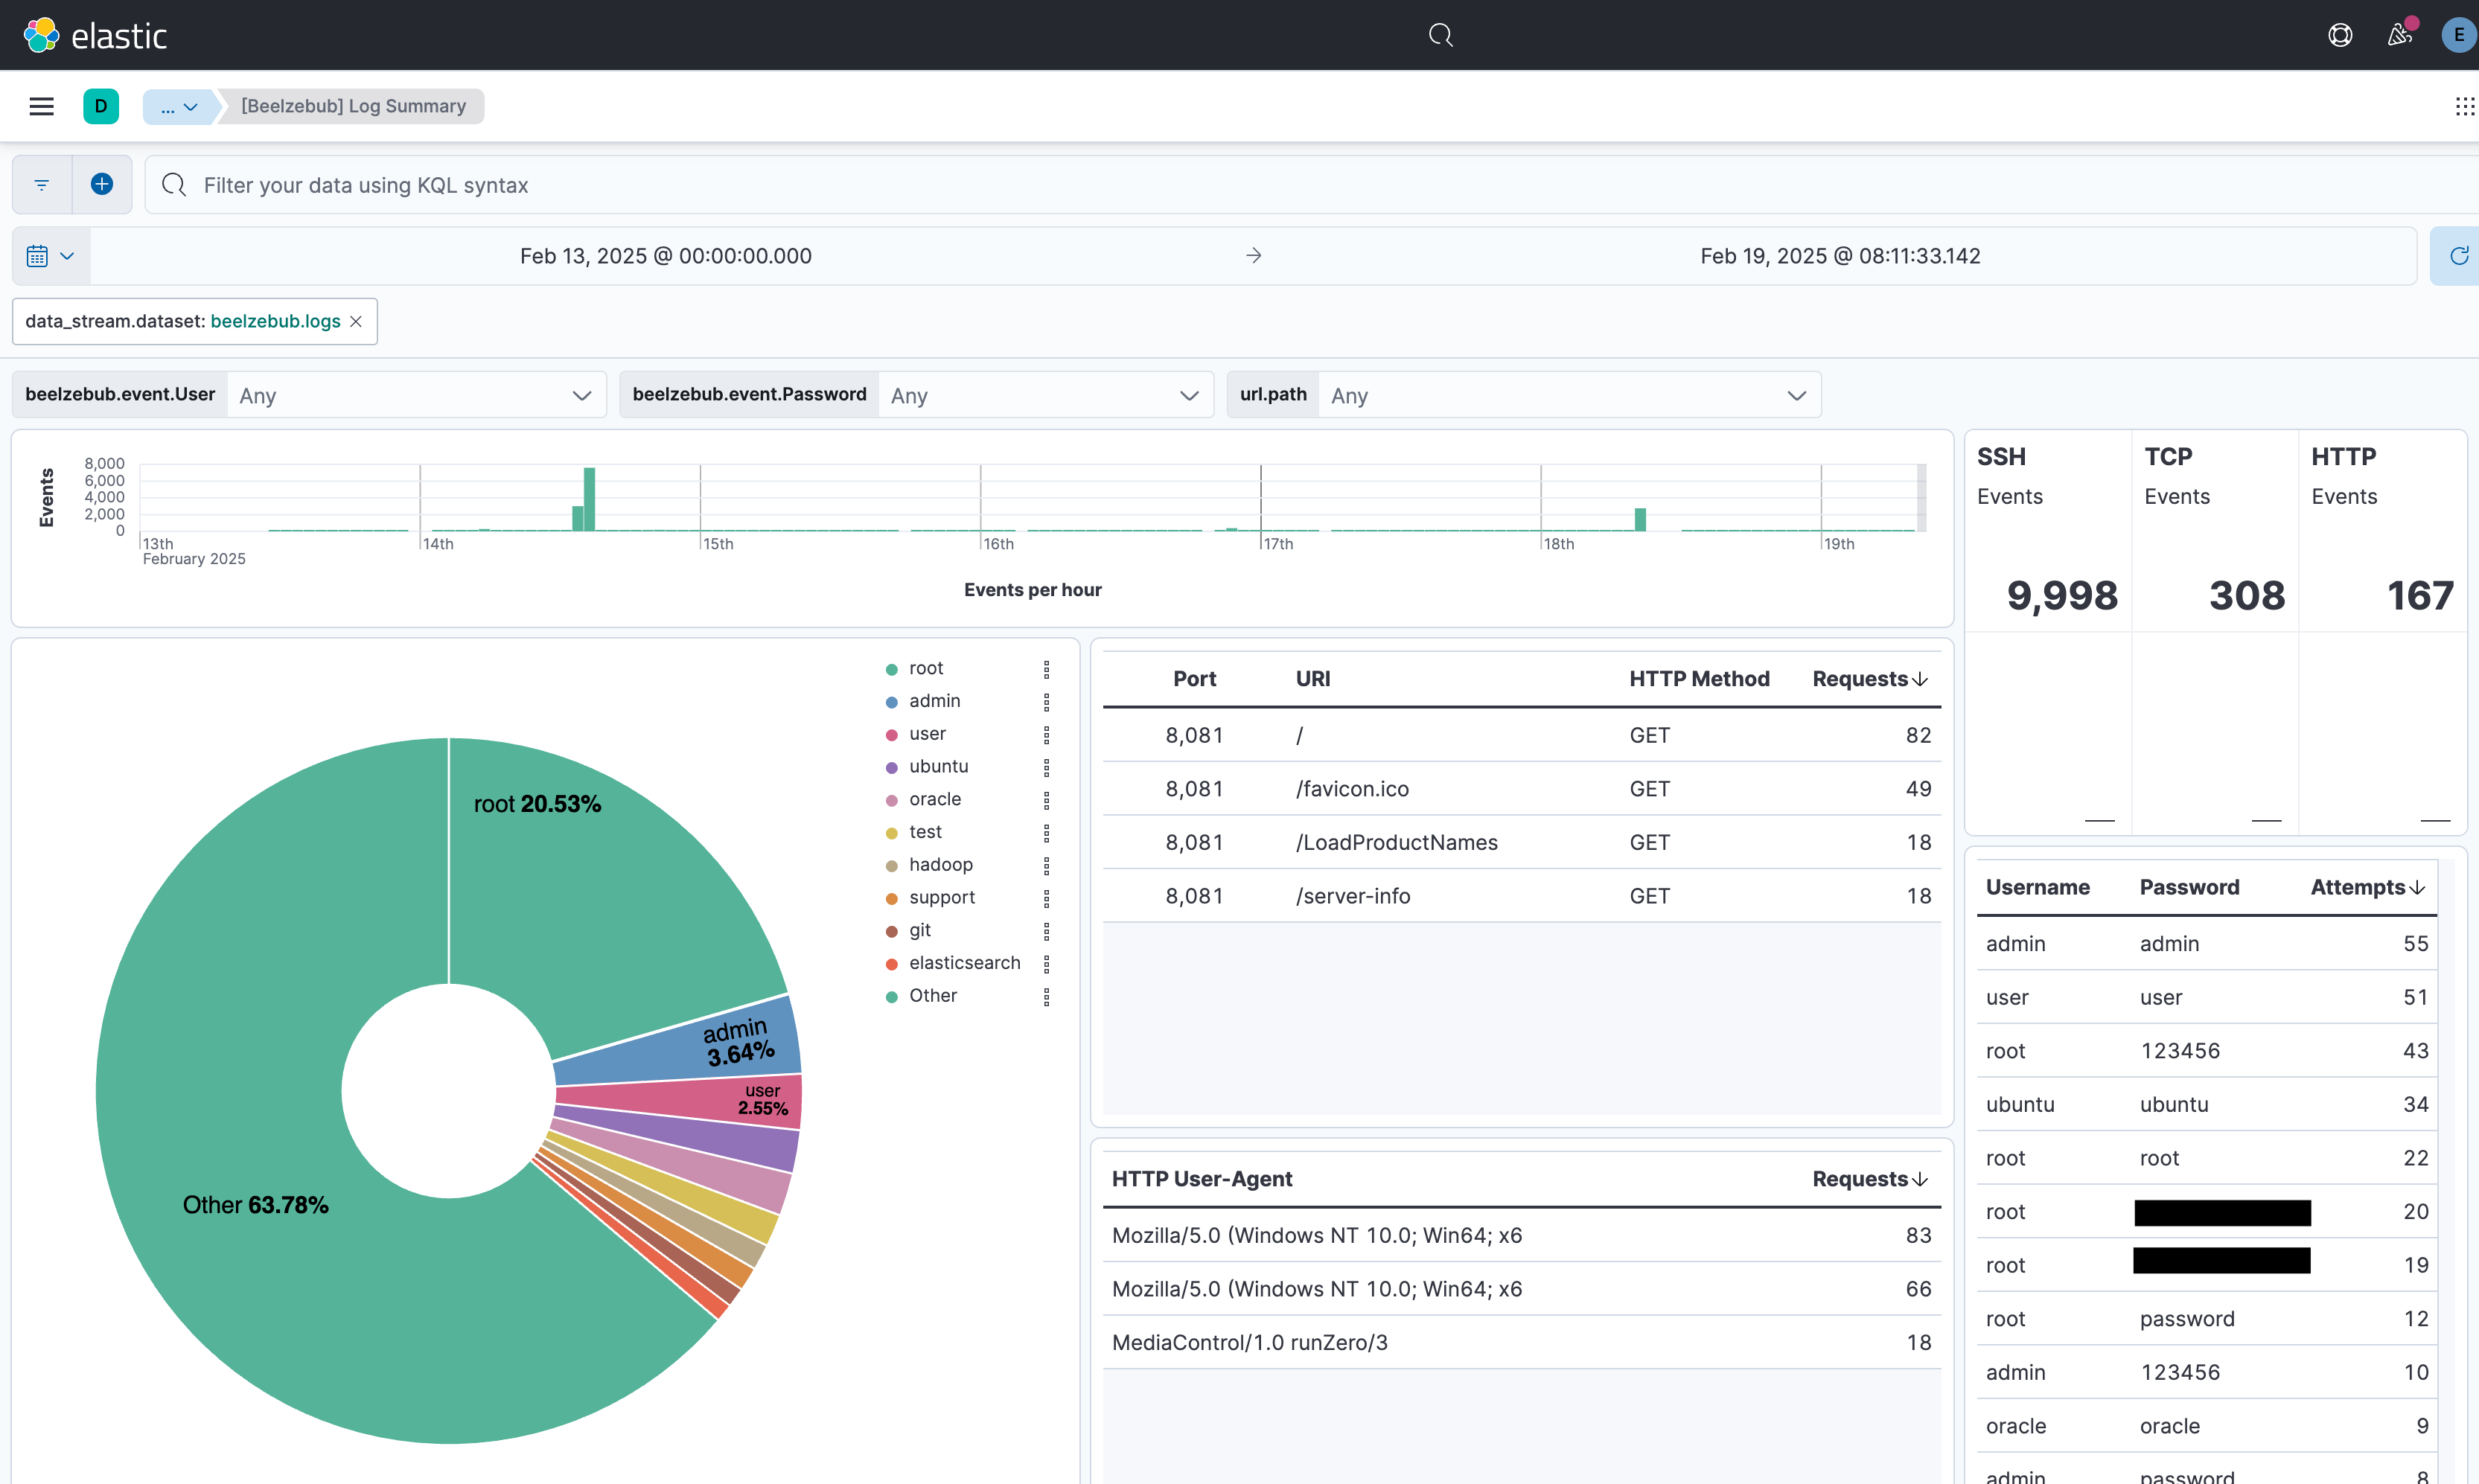 elastic
E
D
...
[Beelzebub] Log Summary
Filter your data using KQL syntax
Feb 13, 2025 @ 00:00:00.000
Feb 19, 2025 @ 08:11:33.142
data_stream.dataset: beelzebub.logs
beelzebub.event.User Any
beelzebub.event.Password Any
url.path Any
Events
8,000
6,000
4,000
2,000
0
13th
February 2025
14th
15th
16th
17th
18th
19th
Events per hour
SSH
Events
9,998
TCP
Events
308
HTTP
Events
167
root 20.53%
admin
3.64%
user
2.55%
Other 63.78%
root
admin
user
ubuntu
oracle
test
hadoop
support
git
elasticsearch
Other
Port URI HTTP Method Requests
8,081 / GET 82
8,081 /favicon.ico GET 49
8,081 /LoadProductNames GET 18
8,081 /server-info GET 18
HTTP User-Agent Requests
Mozilla/5.0 (Windows NT 10.0; Win64; x6 83
Mozilla/5.0 (Windows NT 10.0; Win64; x6 66
MediaControl/1.0 runZero/3 18
Username Password Attempts
admin admin 55
user user 51
root 123456 43
ubuntu ubuntu 34
root root 22
root 20
root 19
root password 12
admin 123456 10
oracle oracle 9
admin password 8